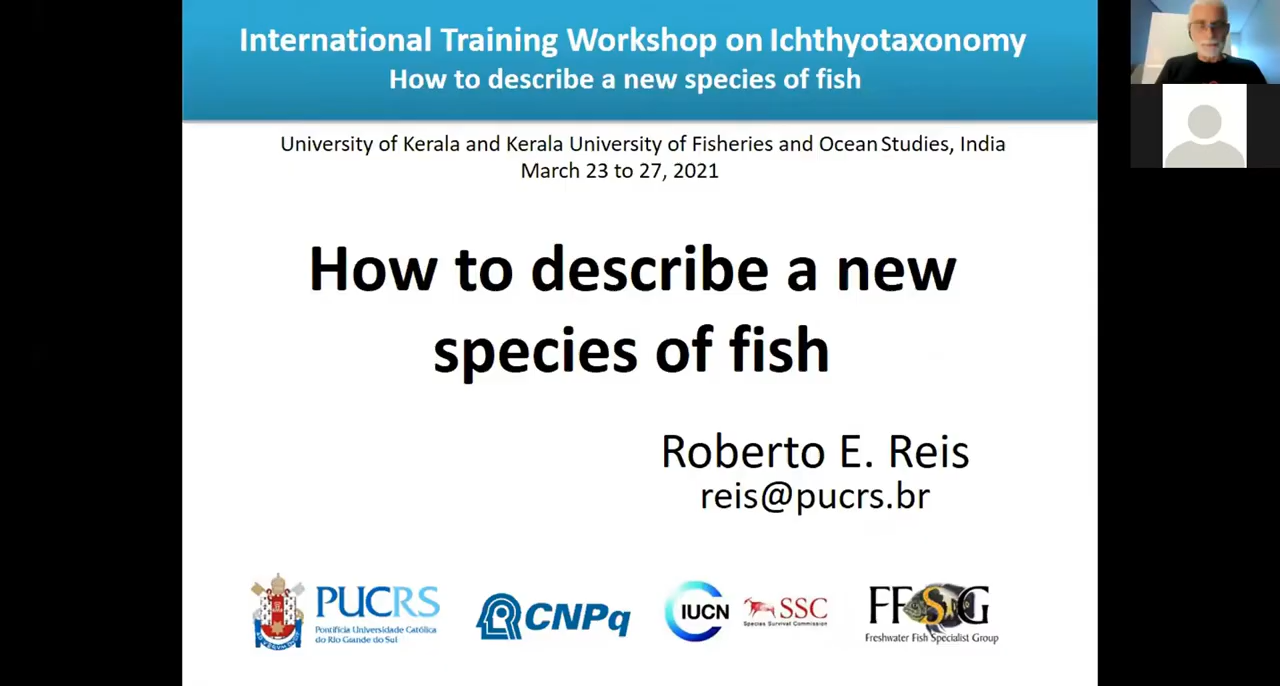 International Training Workshop on Ichthyotaxonomy
How to describe a new species of fish
University of Kerala and Kerala University of Fisheries and Ocean Studies, India
March 23 to 27, 2021
How to describe a new
species of fish
Roberto E. Reis
reis@pucrs.br
PUCRS
Pontifícia Universidade Católica
do Rio Grande do Sul
CNPq
IUCN
SSC
Species Survival Commission
FFSG
Freshwater Fish Specialist Group